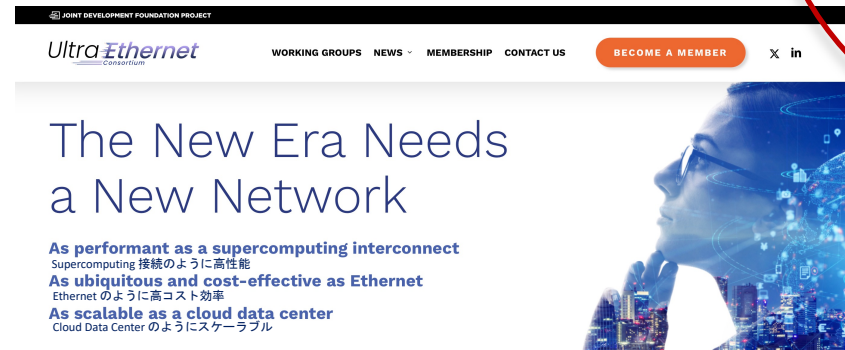 JOINT DEVELOPMENT FOUNDATION PROJECT
Ultra Ethernet
Consortium
WORKING GROUPS NEWS MEMBERSHIP CONTACT US BECOME A MEMBER X in
The New Era Needs
a New Network
As performant as a supercomputing interconnect
Supercomputing 接続のように高性能
As ubiquitous and cost-effective as Ethernet
Ethernet のように高コスト効率
As scalable as a cloud data center
Cloud Data Center のようにスケーラブル